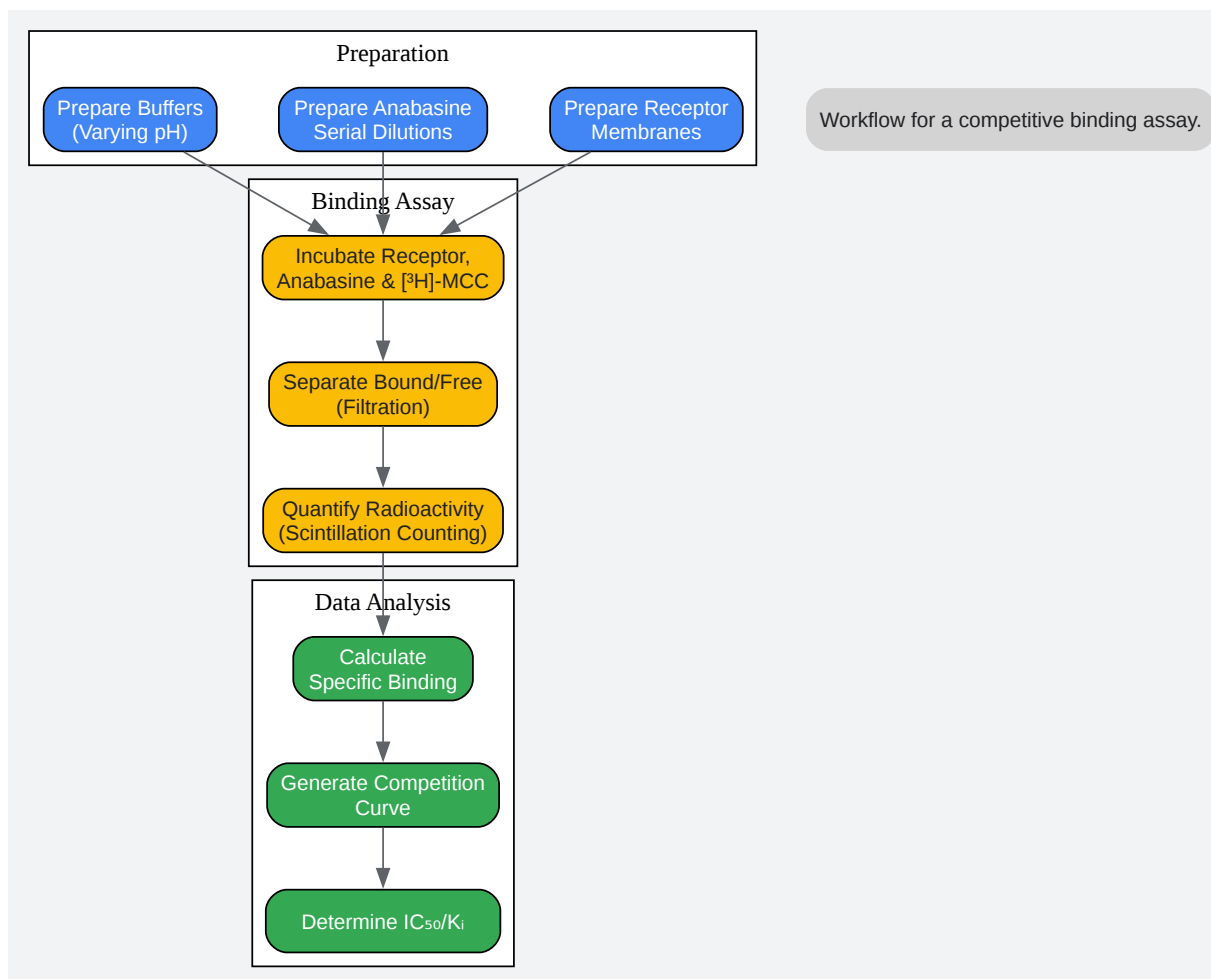 Preparation
Prepare Buffers
(Varying pH)
Prepare Anabasine
Serial Dilutions
Prepare Receptor
Membranes
Workflow for a competitive binding assay.
Binding Assay
Incubate Receptor,
Anabasine & [³H]-MCC
Separate Bound/Free
(Filtration)
Quantify Radioactivity
(Scintillation Counting)
Data Analysis
Calculate
Specific Binding
Generate Competition
Curve
Determine IC₅₀/Kᵢ